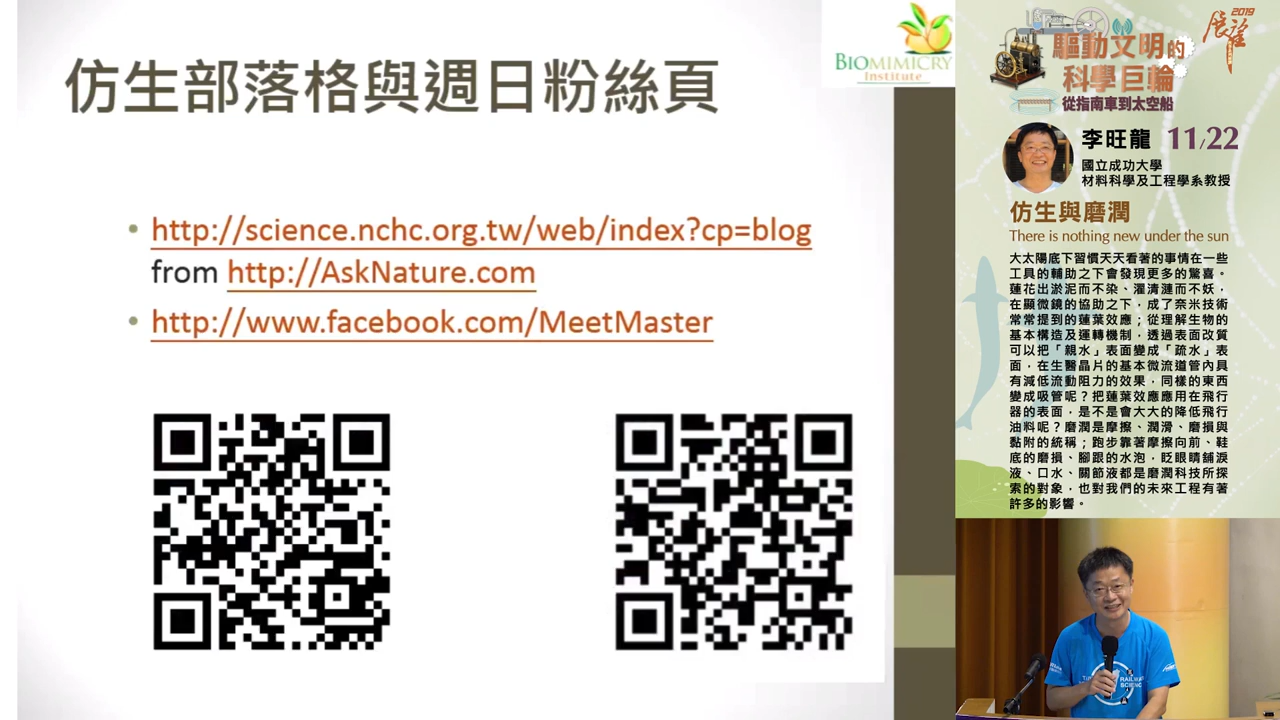 仿生部落格與週日粉絲頁
BIOMIMICRY
Institute
http://science.nchc.org.tw/web/index?cp=blog
from http://AskNature.com
http://www.facebook.com/MeetMaster
2019
展望
驅動文明的
科學巨輪
從指南車到太空船
李旺龍 11/22
國立成功大學
材料科學及工程學系教授
仿生與磨潤
There is nothing new under the sun
大太陽底下習慣天天看著的事情在一些
工具的輔助之下會發現更多的驚喜。
蓮花出淤泥而不染、濯清漣而不妖，
在顯微鏡的協助之下，成了奈米技術
常常提到的蓮葉效應；從理解生物的
基本構造及運轉機制，透過表面改質
可以把「親水」表面變成「疏水」表
面，在生醫晶片的基本微流道管內具
有減低流動阻力的效果，同樣的東西
變成吸管呢？把蓮葉效應應用在飛行
器的表面，是不是會大大的降低飛行
油料呢？磨潤是摩擦、潤滑、磨損與
黏附的統稱；跑步靠著摩擦向前、鞋
底的磨損、腳跟的水泡，眨眼睛舖淚
液、口水、關節液都是磨潤科技所探
索的對象，也對我們的未來工程有著
許多的影響。
RAILWAY
SCIENCE